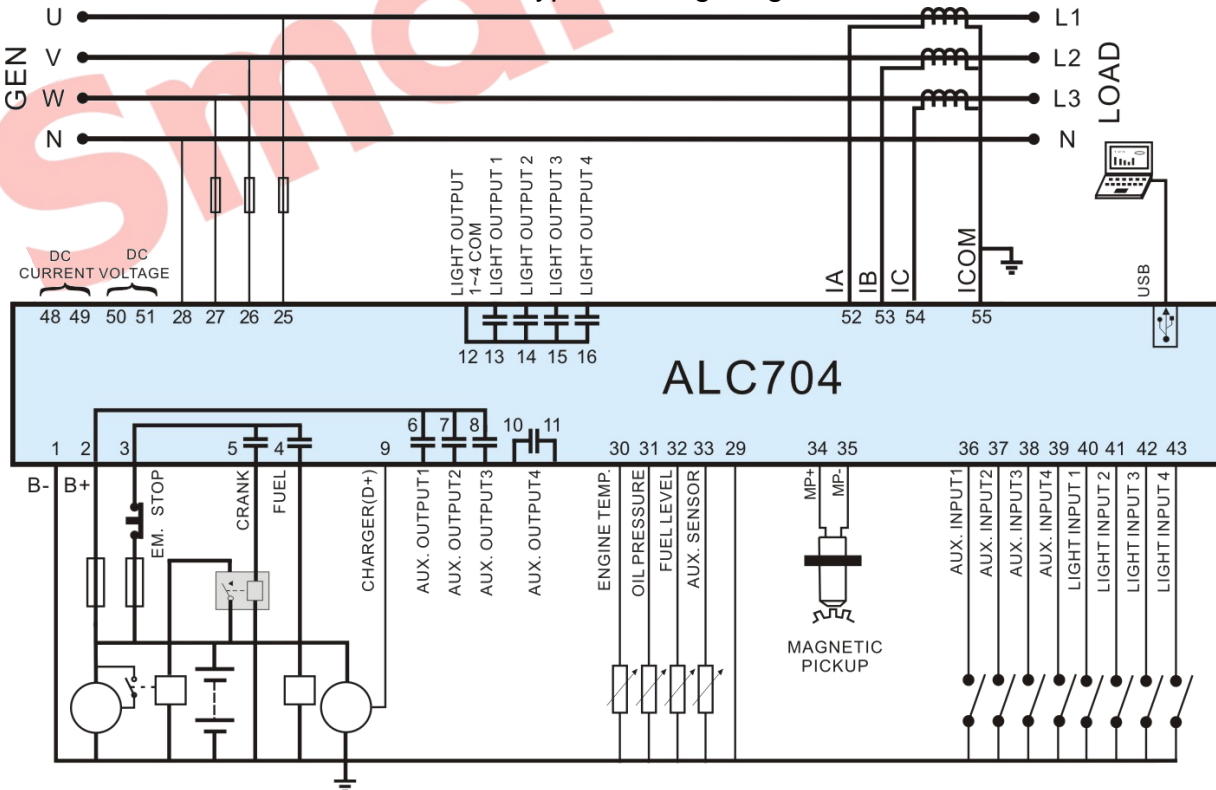 Smar
GEN
U
V
W
N
L1
L2
L3
N
LOAD
DC
CURRENT
DC
VOLTAGE
LIGHT OUTPUT
1~4 COM
LIGHT OUTPUT 1
LIGHT OUTPUT 2
LIGHT OUTPUT 3
LIGHT OUTPUT 4
IA
IB
IC
ICOM
USB
48 49 50 51 28 27 26 25
52 53 54 55
12 13 14 15 16
ALC704
1 2 3 5 4 9 6 7 8 10 11
30 31 32 33 29 34 35
36 37 38 39 40 41 42 43
B- B+
EM. STOP
CRANK
FUEL
CHARGER(D+)
AUX. OUTPUT1
AUX. OUTPUT2
AUX. OUTPUT3
AUX. OUTPUT4
ENGINE TEMP.
OIL PRESSURE
FUEL LEVEL
AUX. SENSOR
MP+
MP-
MAGNETIC
PICKUP
AUX. INPUT1
AUX. INPUT2
AUX. INPUT3
AUX. INPUT4
LIGHT INPUT 1
LIGHT INPUT 2
LIGHT INPUT 3
LIGHT INPUT 4